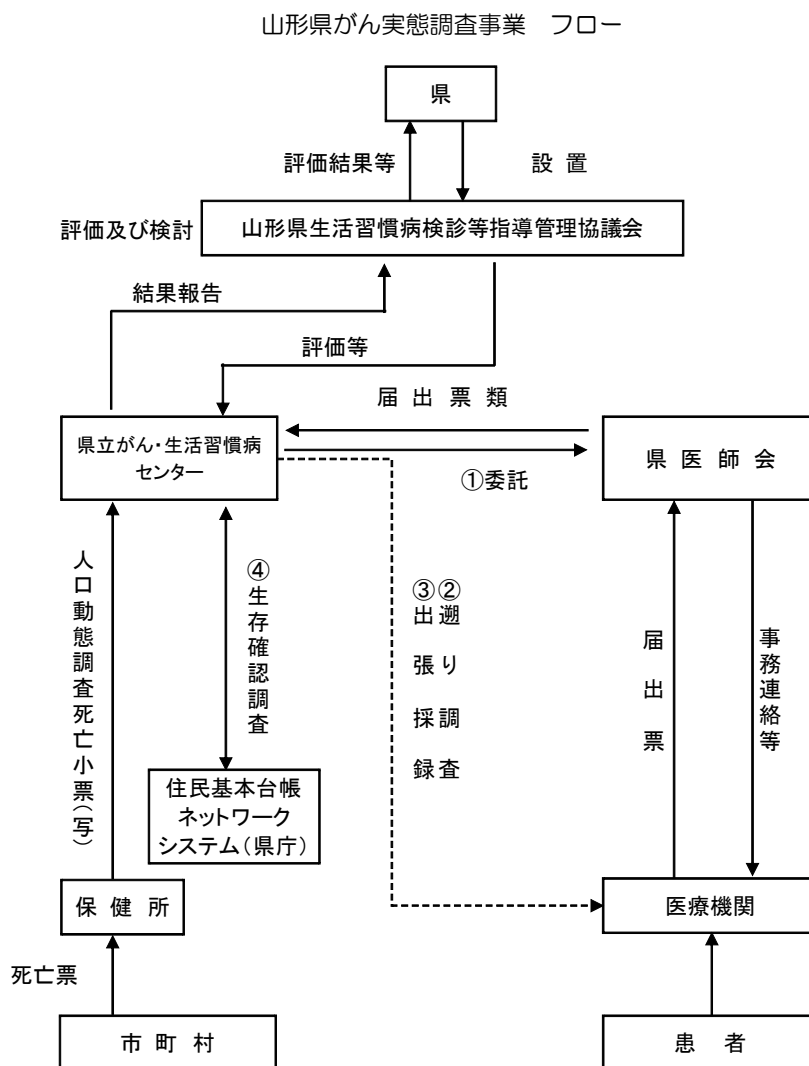 山形県がん実態調査事業　フロー
県
評価結果等
設 置
評価及び検討
山形県生活習慣病検診等指導管理協議会
結果報告
評価等
届 出 票 類
県立がん・生活習慣病
センター
①委託
県 医 師 会
人口動態調査死亡小票(写)
④生存確認調査
②遡り調査
③出張採録
届 出 票
事務連絡等
住民基本台帳
ネットワーク
システム(県庁)
保 健 所
医療機関
死亡票
市 町 村
患 者